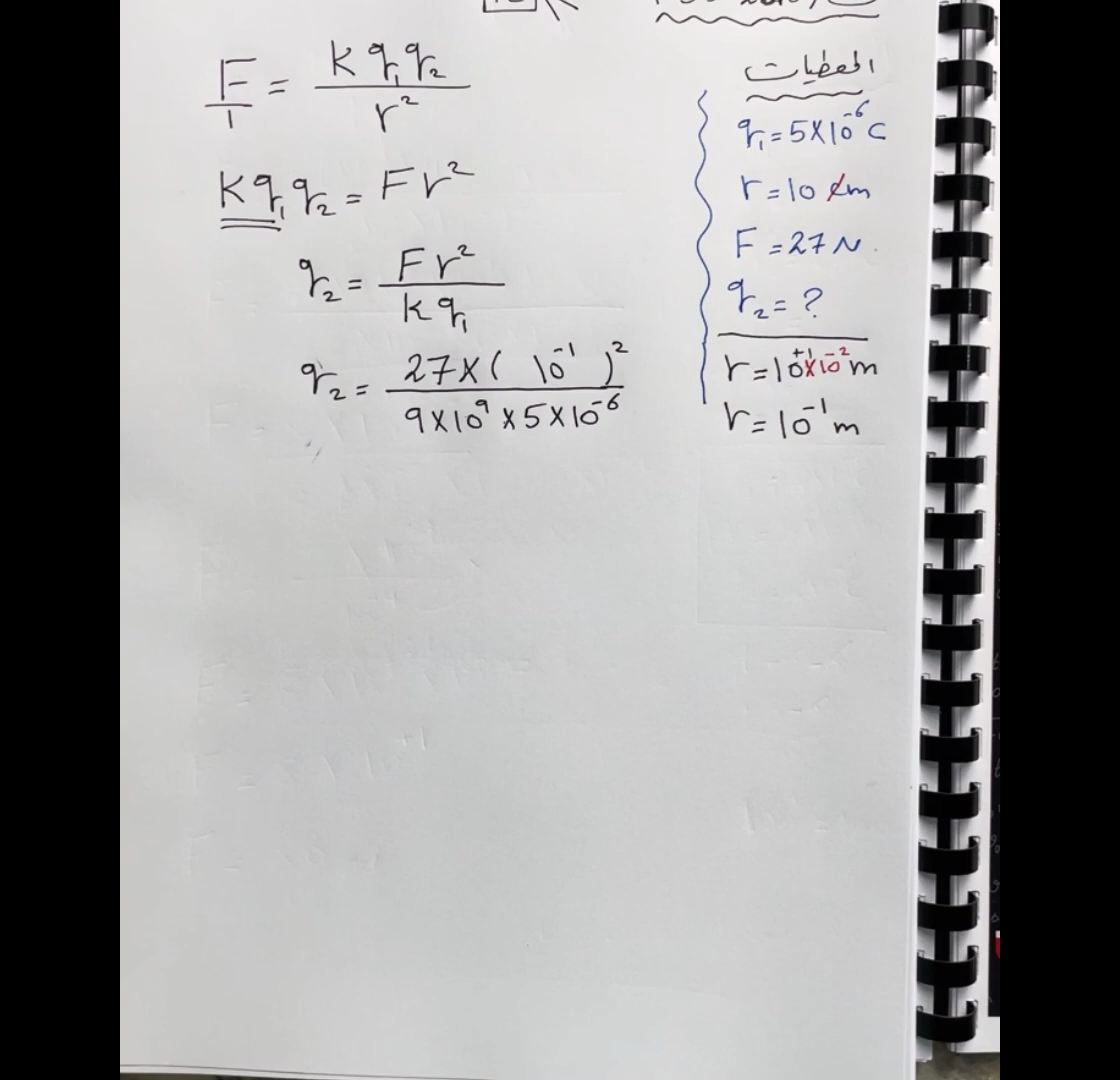 F/1 = K q₁ q₂ / r²
K q₁ q₂ = F r²
q₂ = F r² / K q₁
q₂ = 27 × ( 10⁻¹ )² / 9 × 10⁹ × 5 × 10⁻⁶
المعطيات
q₁ = 5 × 10⁻⁶ C
r = 10 cm
F = 27 N
q₂ = ?
r = 10⁺¹ × 10⁻² m
r = 10⁻¹ m